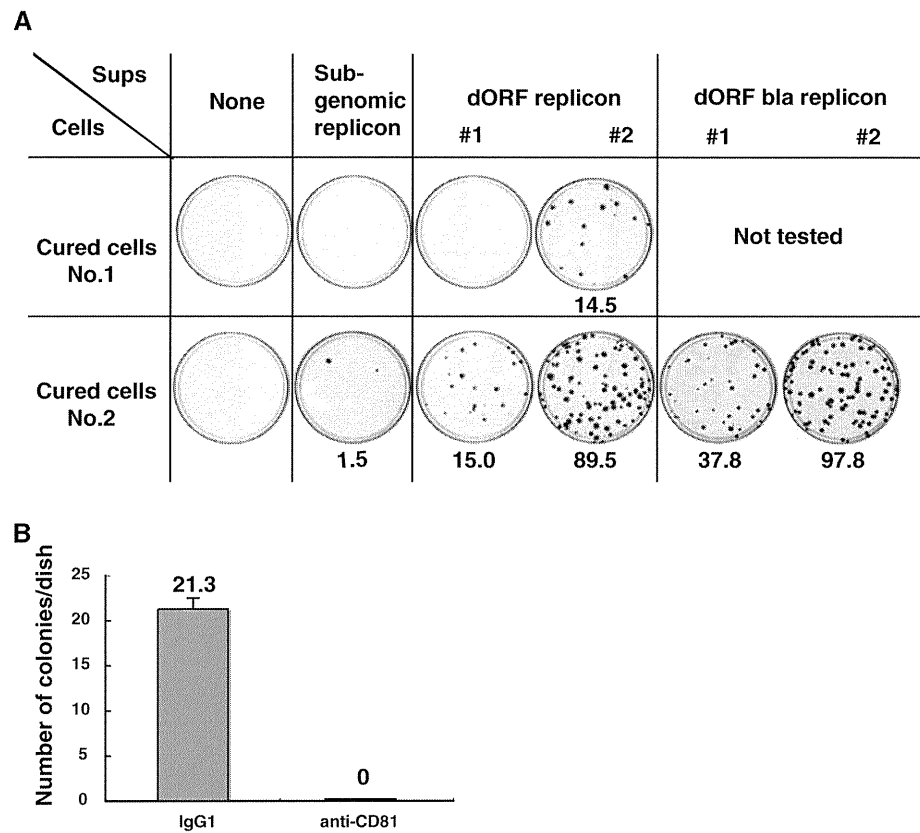 A
Sups
Cells
None
Sub-
genomic
replicon
dORF replicon
#1 #2
dORF bla replicon
#1 #2
Cured cells
No.1
14.5
Not tested
Cured cells
No.2
1.5
15.0
89.5
37.8
97.8
B
Number of colonies/dish
25
20
15
10
5
0
21.3
0
IgG1
anti-CD81